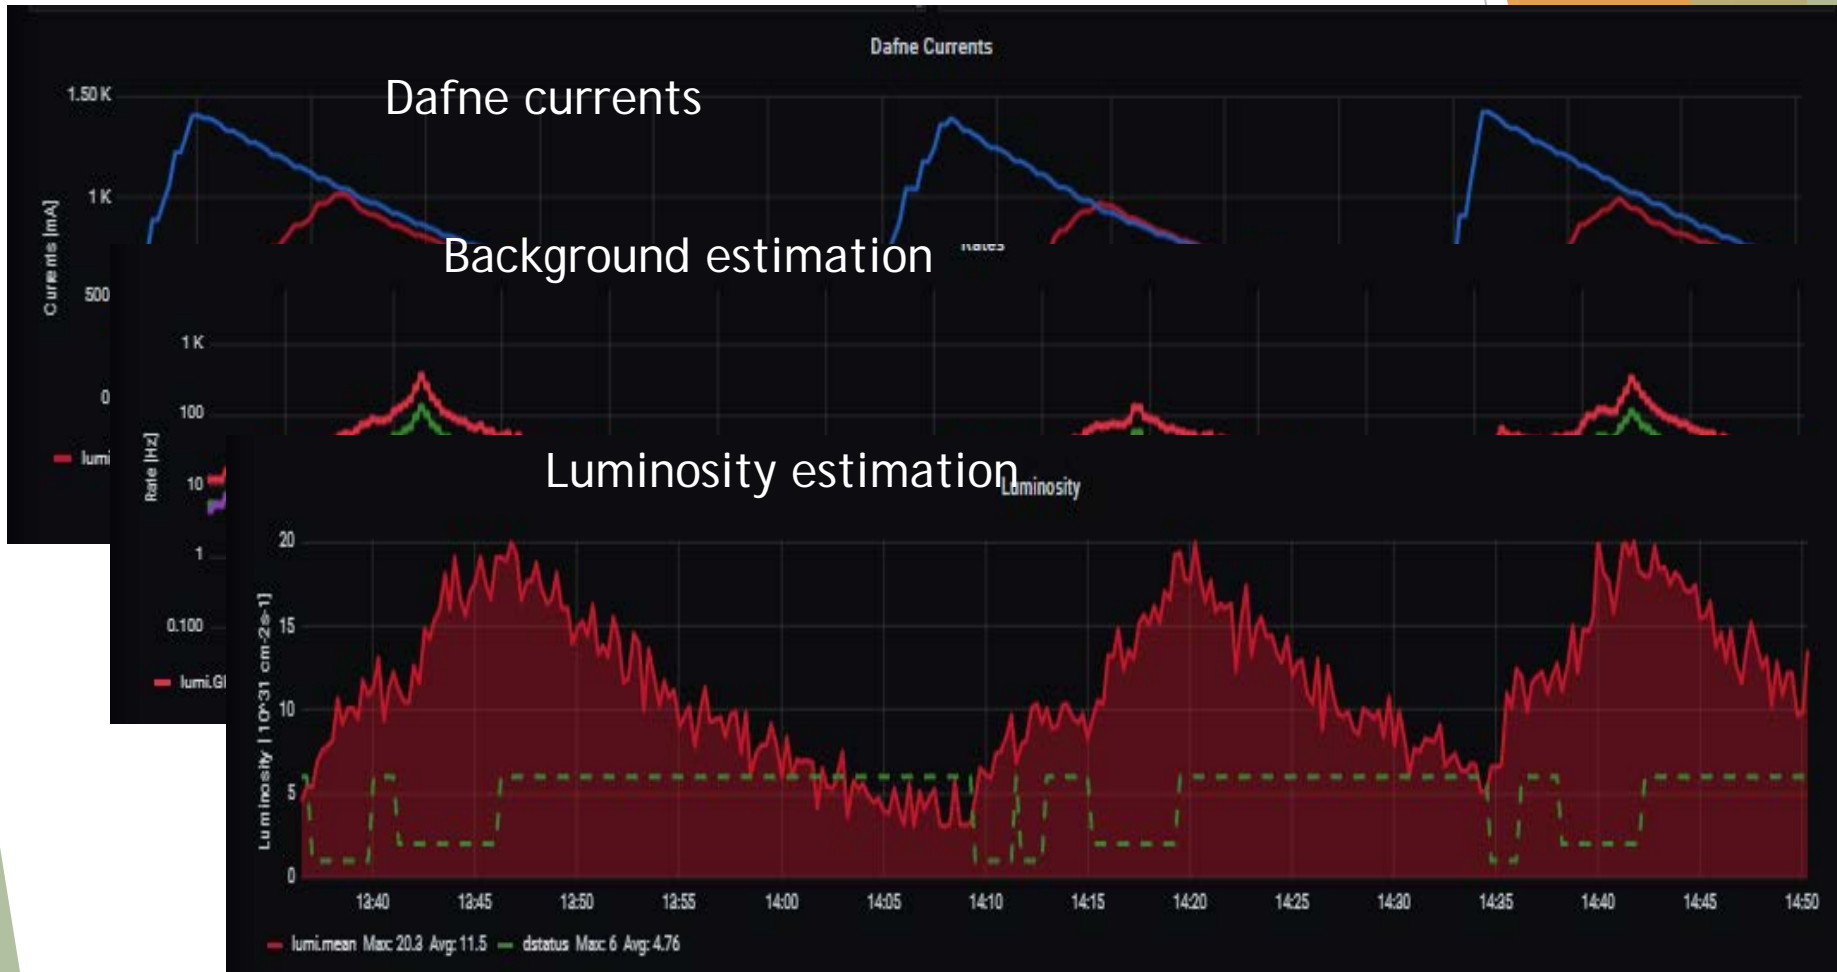 Dafne Currents
Dafne currents
1.50 K
1 K
500
0
Currents [mA]
lumi
Background estimation
Rates
1 K
100
10
1
0.100
Rate [Hz]
lumi.Gl
Luminosity estimation
Luminosity
20
15
10
5
0
Luminosity [ 10^31 cm-2s-1]
13:40 13:45 13:50 13:55 14:00 14:05 14:10 14:15 14:20 14:25 14:30 14:35 14:40 14:45 14:50
lumi.mean Max: 20.3 Avg: 11.5 dstatus Max: 6 Avg: 4.76